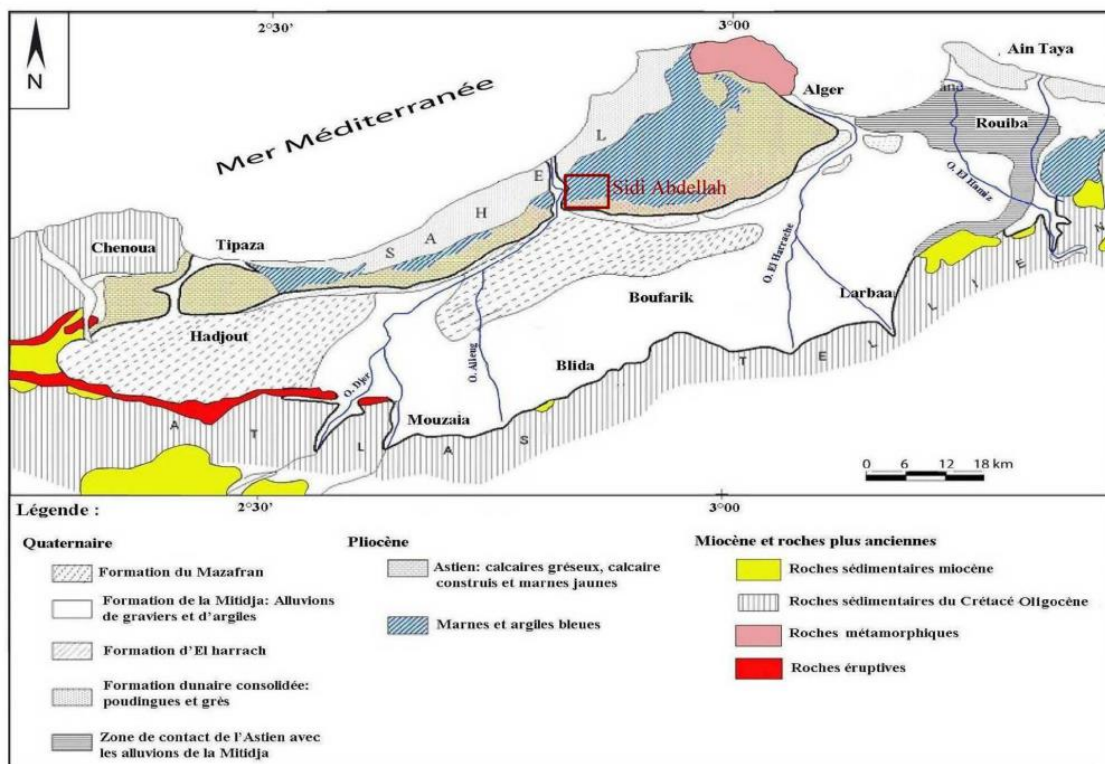 2°30' 3°00
N
Mer Méditerranée
Ain Taya
Alger
Rouiba
O. El Hamiz
L
E
Sidi Abdellah
H
A
S
Chenoua
Tipaza
O. El Harrache
Boufarik
Larbaa
Hadjout
Blida
O. Djer
Mouzaia
A T L A S
T E L L I E N
0 6 12 18 km
2°30' 3°00
Légende :
Quaternaire
Formation du Mazafran
Formation de la Mitidja: Alluvions
de graviers et d'argiles
Formation d'El harrach
Formation dunaire consolidée:
poudingues et grès
Zone de contact de l'Astien avec
les alluvions de la Mitidja
Pliocène
Astien: calcaires gréseux, calcaire
construis et marnes jaunes
Marnes et argiles bleues
Miocène et roches plus anciennes
Roches sédimentaires miocène
Roches sédimentaires du Crétacé-Oligocène
Roches métamorphiques
Roches éruptives